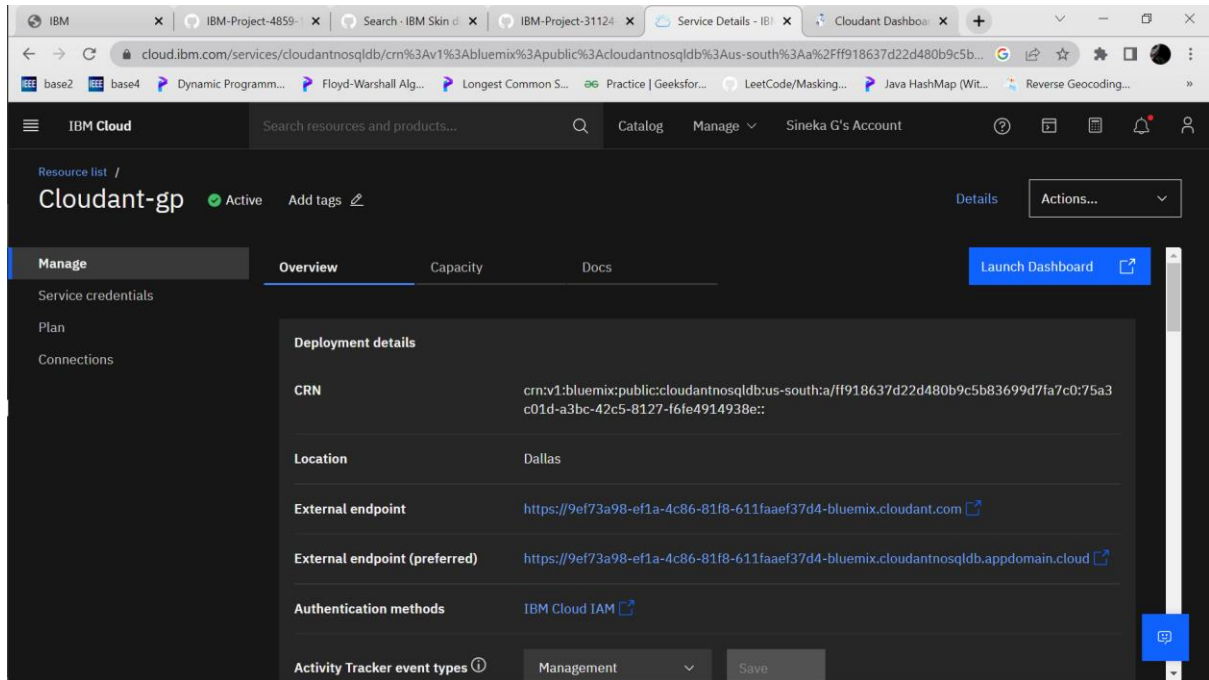 IBM
IBM-Project-4859-1
Search · IBM Skin d
IBM-Project-31124
Service Details - IBM
Cloudant Dashboar
cloud.ibm.com/services/cloudantnosqldb/crn%3Av1%3Abluemix%3Apublic%3Acloudantnosqldb%3Aus-south%3Aa%2Fff918637d22d480b9c5b...
IEEE base2
IEEE base4
Dynamic Programm...
Floyd-Warshall Alg...
Longest Common S...
Practice | Geeksfor...
LeetCode/Masking...
Java HashMap (Wit...
Reverse Geocoding...
»
IBM Cloud
Search resources and products...
Catalog
Manage
Sineka G's Account
Resource list /
Cloudant-gp
Active
Add tags
Details
Actions...
Manage
Service credentials
Plan
Connections
Overview
Capacity
Docs
Launch Dashboard
Deployment details
CRN
crn:v1:bluemix:public:cloudantnosqldb:us-south:a/ff918637d22d480b9c5b83699d7fa7c0:75a3
c01d-a3bc-42c5-8127-f6fe4914938e::
Location
Dallas
External endpoint
https://9ef73a98-ef1a-4c86-81f8-611faaef37d4-bluemix.cloudant.com
External endpoint (preferred)
https://9ef73a98-ef1a-4c86-81f8-611faaef37d4-bluemix.cloudantnosqldb.appdomain.cloud
Authentication methods
IBM Cloud IAM
Activity Tracker event types
Management
Save